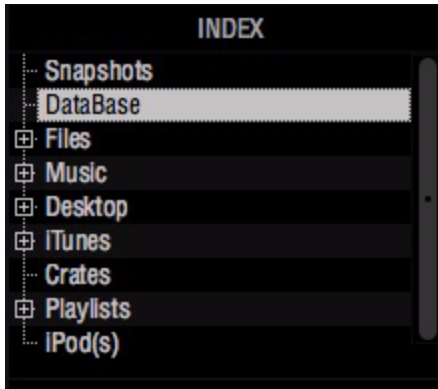 INDEX
Snapshots
DataBase
Files
Music
Desktop
iTunes
Crates
Playlists
iPod(s)